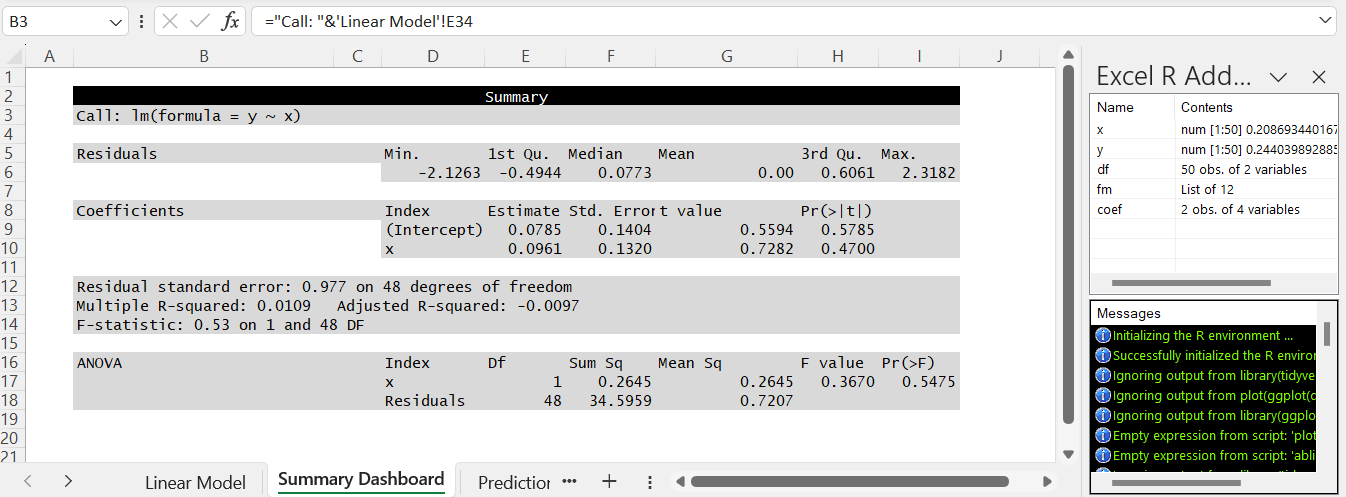 B3 fx ="Call: "&'Linear Model'!E34
A B C D E F G H I J
Excel R Add...
Name Contents
x num [1:50] 0.208693440167
y num [1:50] 0.244039892885
df 50 obs. of 2 variables
fm List of 12
coef 2 obs. of 4 variables
Messages
Initializing the R environment ...
Successfully initialized the R enviror
Ignoring output from library(tidyve
Ignoring output from plot(ggplot(c
Ignoring output from library(ggplo
Empty expression from script: 'plot
Empty expression from script: 'abli
1
2 Summary
3 Call: lm(formula = y ~ x)
4
5 Residuals Min. 1st Qu. Median Mean 3rd Qu. Max.
6 -2.1263 -0.4944 0.0773 0.00 0.6061 2.3182
7
8 Coefficients Index Estimate Std. Error t value Pr(>|t|)
9 (Intercept) 0.0785 0.1404 0.5594 0.5785
10 x 0.0961 0.1320 0.7282 0.4700
11
12 Residual standard error: 0.977 on 48 degrees of freedom
13 Multiple R-squared: 0.0109 Adjusted R-squared: -0.0097
14 F-statistic: 0.53 on 1 and 48 DF
15
16 ANOVA Index Df Sum Sq Mean Sq F value Pr(>F)
17 x 1 0.2645 0.2645 0.3670 0.5475
18 Residuals 48 34.5959 0.7207
19
20
21
Linear Model Summary Dashboard Prediction ...